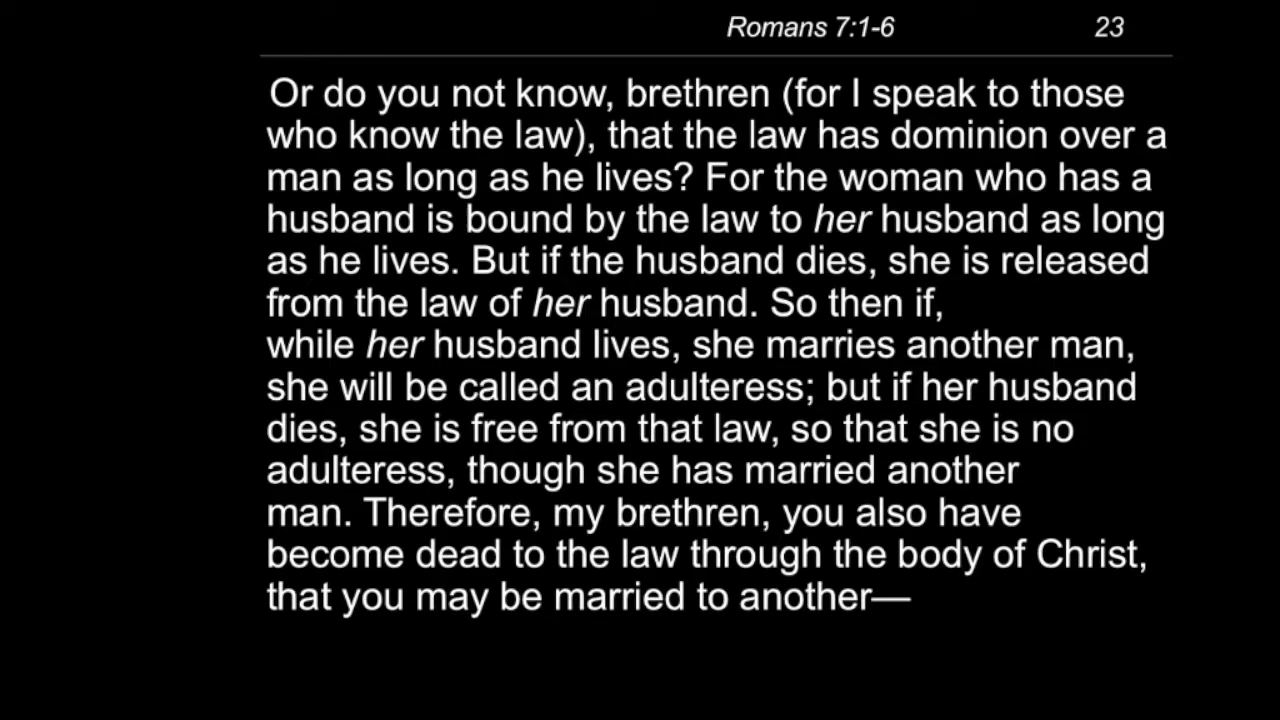 Romans 7:1-6 23
Or do you not know, brethren (for I speak to those
who know the law), that the law has dominion over a
man as long as he lives? For the woman who has a
husband is bound by the law to her husband as long
as he lives. But if the husband dies, she is released
from the law of her husband. So then if,
while her husband lives, she marries another man,
she will be called an adulteress; but if her husband
dies, she is free from that law, so that she is no
adulteress, though she has married another
man. Therefore, my brethren, you also have
become dead to the law through the body of Christ,
that you may be married to another—